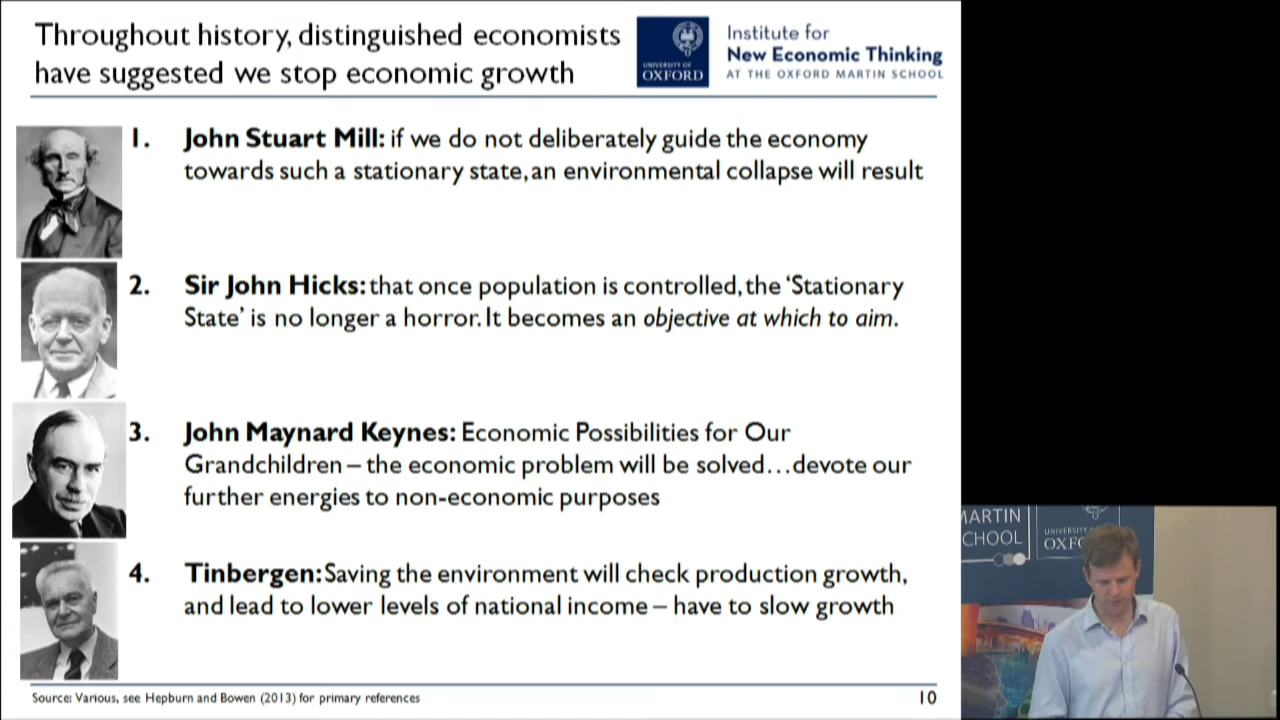 Throughout history, distinguished economists
have suggested we stop economic growth
UNIVERSITY OF
OXFORD
Institute for
New Economic Thinking
AT THE OXFORD MARTIN SCHOOL
1. John Stuart Mill: if we do not deliberately guide the economy
towards such a stationary state, an environmental collapse will result
2. Sir John Hicks: that once population is controlled, the ‘Stationary
State’ is no longer a horror. It becomes an objective at which to aim.
3. John Maynard Keynes: Economic Possibilities for Our
Grandchildren – the economic problem will be solved…devote our
further energies to non-economic purposes
4. Tinbergen: Saving the environment will check production growth,
and lead to lower levels of national income – have to slow growth
Source: Various, see Hepburn and Bowen (2013) for primary references
10
MARTIN
CHOOL
UNIVERSITY
OXFO